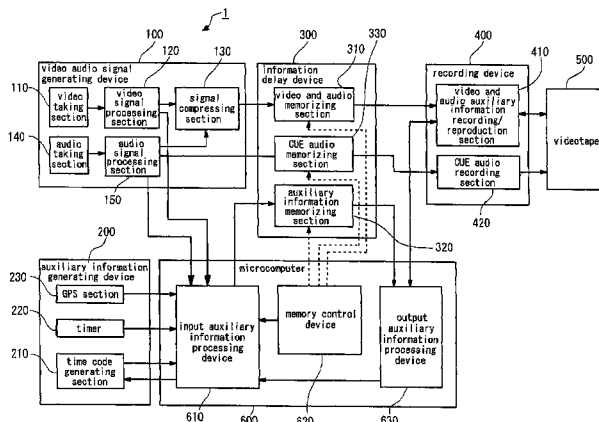 1
100
120
130
300
310
330
400
410
500
video audio signal generating device
110
video taking section
video signal processing section
signal compressing section
140
audio taking section
audio signal processing section
150
information delay device
video and audio memorizing section
CUE audio memorizing section
auxiliary information memorizing section
320
recording device
video and audio auxiliary information recording/reproduction section
CUE audio recording section
420
videotape
200
auxiliary information generating device
230
GPS section
220
timer
210
time code generating section
microcomputer
input auxiliary information processing device
memory control device
output auxiliary information processing device
610
600
620
630